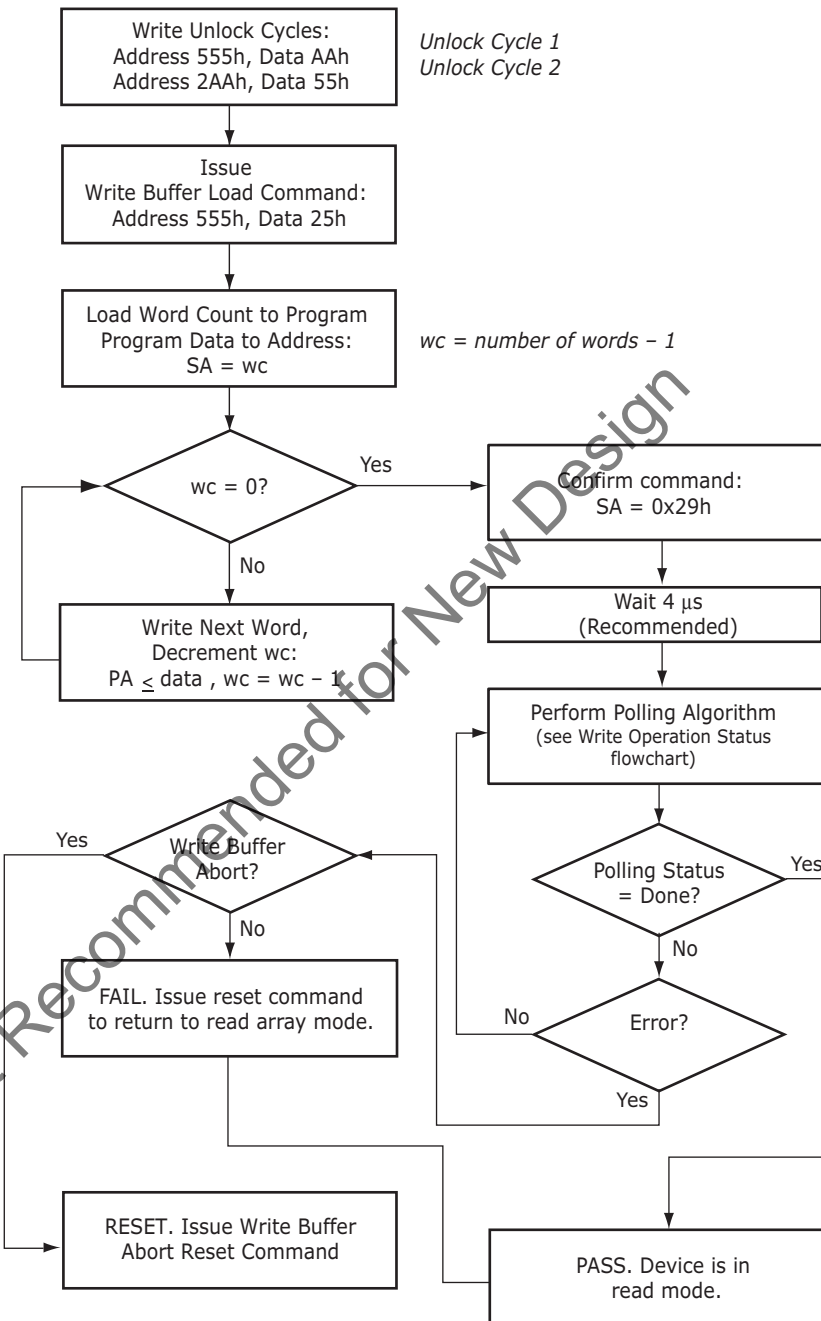 Write Unlock Cycles:
Address 555h, Data AAh
Address 2AAh, Data 55h
Unlock Cycle 1
Unlock Cycle 2
Issue
Write Buffer Load Command:
Address 555h, Data 25h
Load Word Count to Program
Program Data to Address:
SA = wc
wc = number of words – 1
wc = 0?
Yes
No
Confirm command:
SA = 0x29h
Write Next Word,
Decrement wc:
PA ≤ data , wc = wc – 1
Wait 4 μs
(Recommended)
Perform Polling Algorithm
(see Write Operation Status
flowchart)
Yes
Write Buffer
Abort?
No
Polling Status
= Done?
Yes
No
FAIL. Issue reset command
to return to read array mode.
No
Error?
Yes
RESET. Issue Write Buffer
Abort Reset Command
PASS. Device is in
read mode.
Recommended for New Design